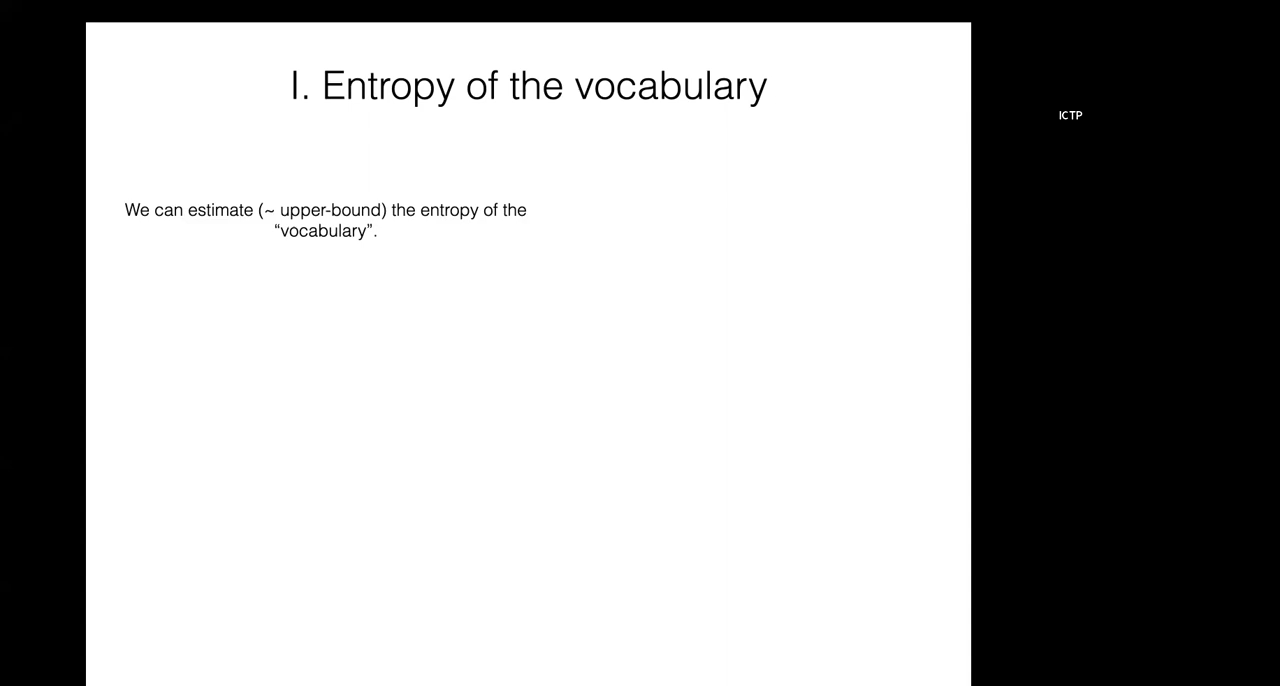 I. Entropy of the vocabulary
ICTP
We can estimate (~ upper-bound) the entropy of the
“vocabulary”.